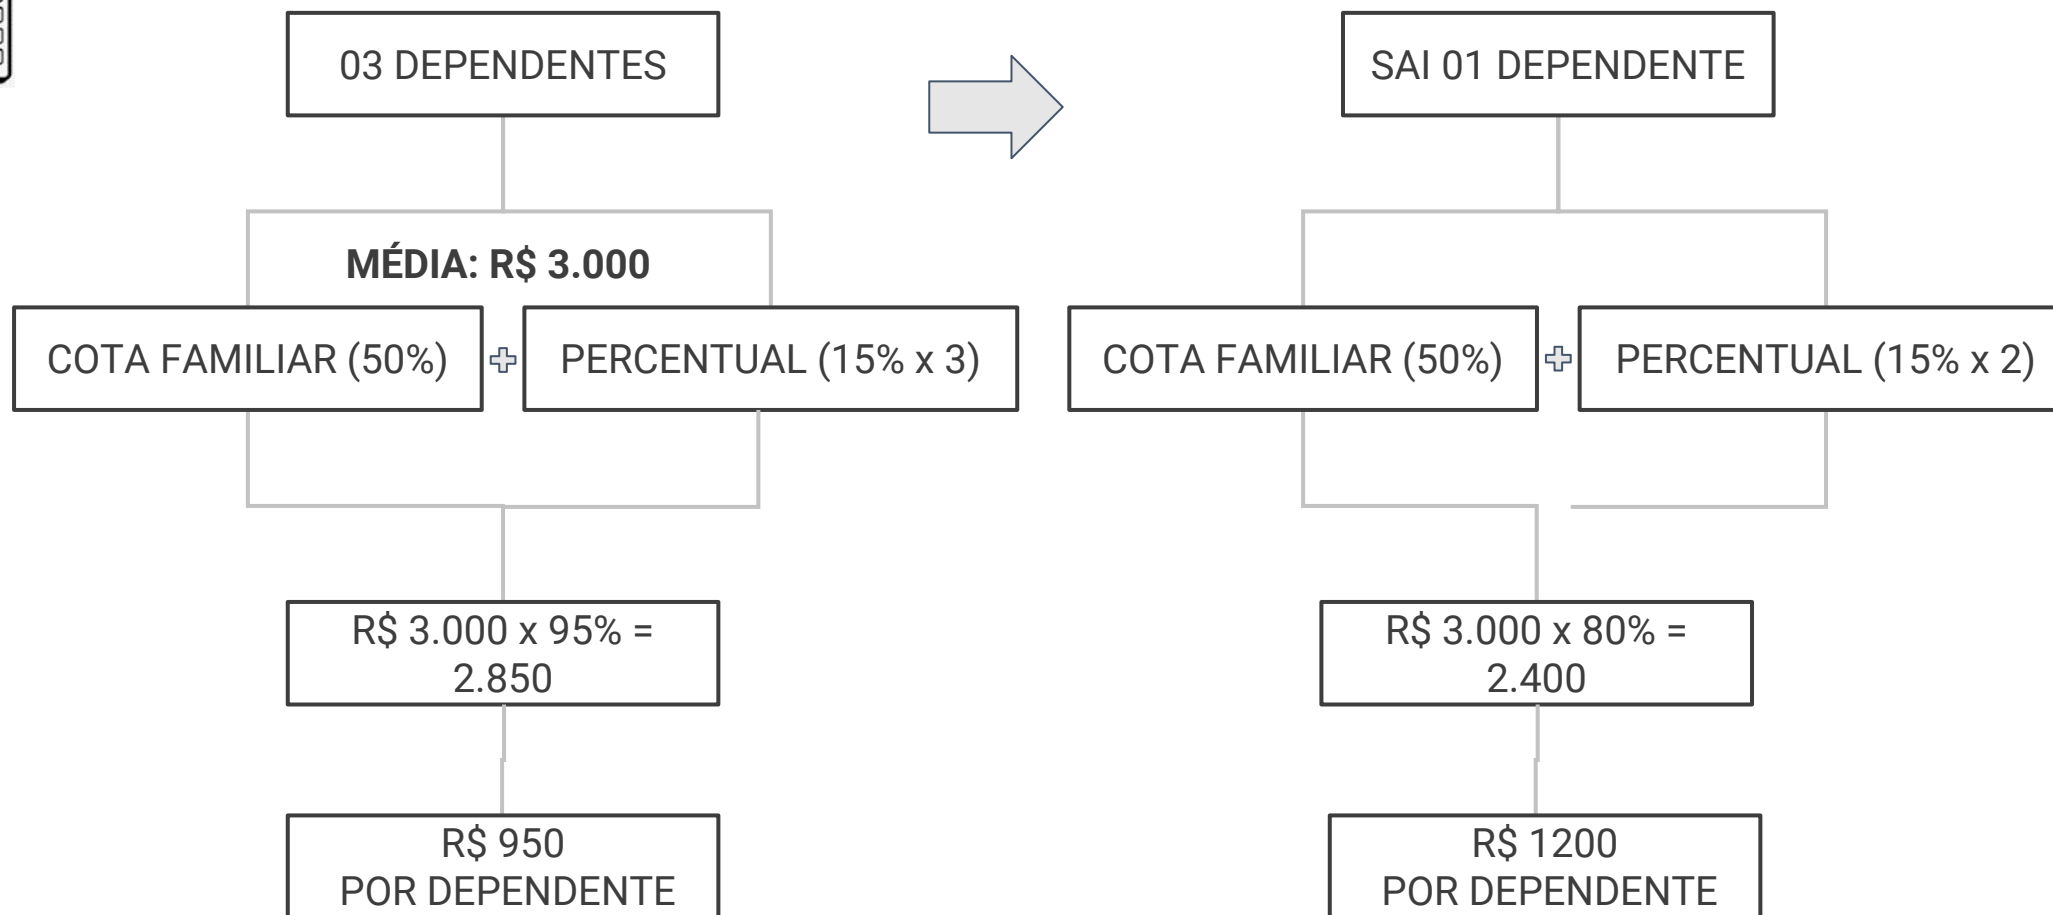 03 DEPENDENTES
MÉDIA: R$ 3.000
COTA FAMILIAR (50%)
PERCENTUAL (15% x 3)
R$ 3.000 x 95% =
2.850
R$ 950
POR DEPENDENTE
SAI 01 DEPENDENTE
COTA FAMILIAR (50%)
PERCENTUAL (15% x 2)
R$ 3.000 x 80% =
2.400
R$ 1200
POR DEPENDENTE